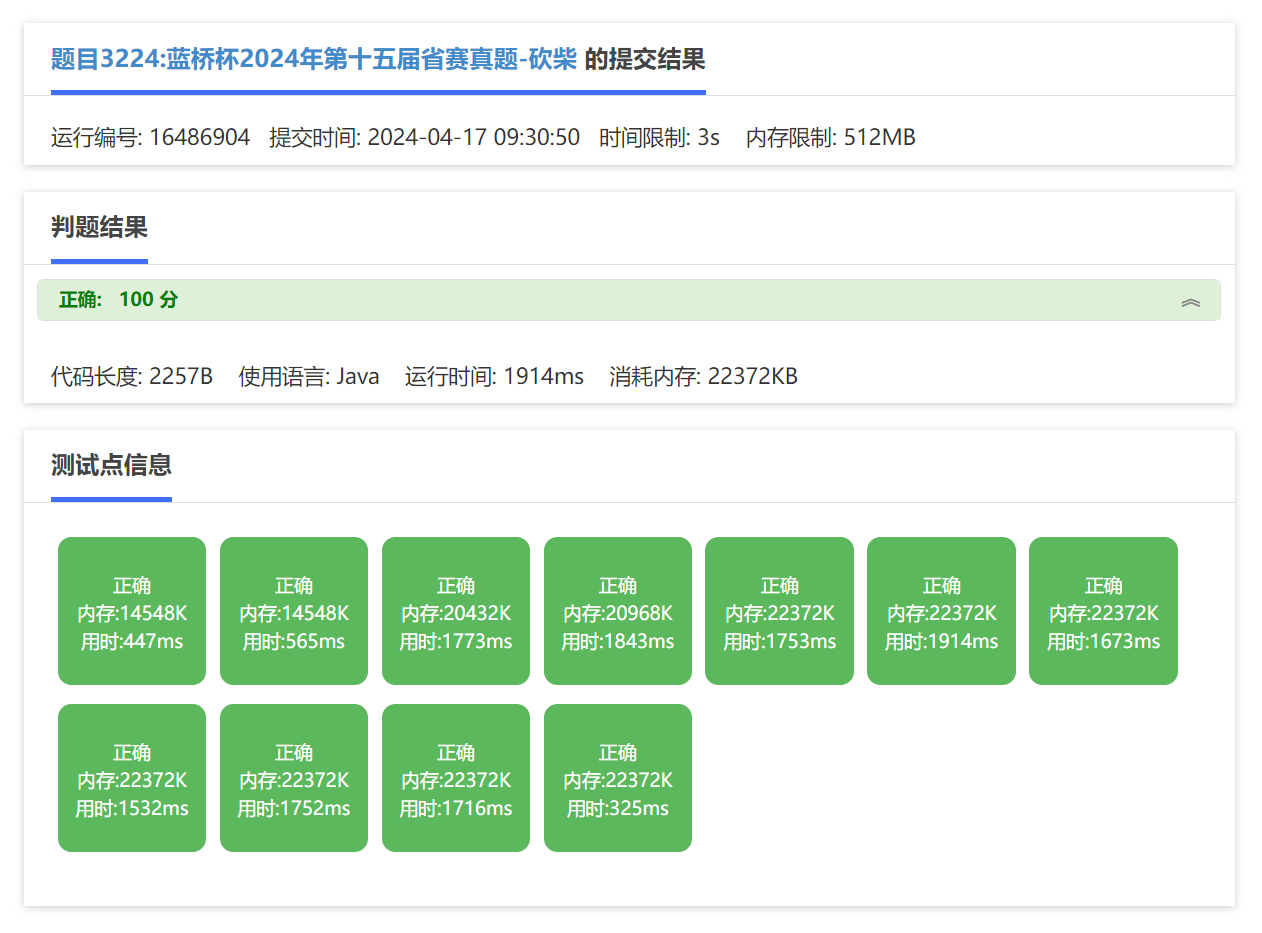 题目3224:蓝桥杯2024年第十五届省赛真题-砍柴 的提交结果
运行编号: 16486904 提交时间: 2024-04-17 09:30:50 时间限制: 3s 内存限制: 512MB
判题结果
正确: 100 分
代码长度: 2257B 使用语言: Java 运行时间: 1914ms 消耗内存: 22372KB
测试点信息
正确
内存:14548K
用时:447ms
正确
内存:14548K
用时:565ms
正确
内存:20432K
用时:1773ms
正确
内存:20968K
用时:1843ms
正确
内存:22372K
用时:1753ms
正确
内存:22372K
用时:1914ms
正确
内存:22372K
用时:1673ms
正确
内存:22372K
用时:1532ms
正确
内存:22372K
用时:1752ms
正确
内存:22372K
用时:1716ms
正确
内存:22372K
用时:325ms